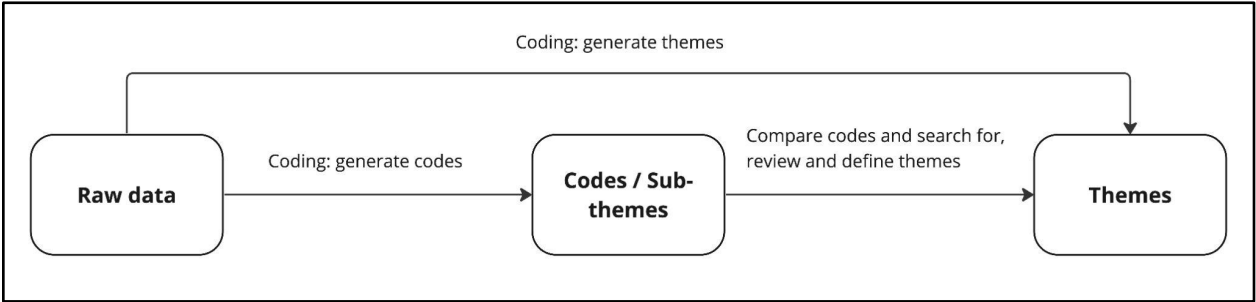 Coding: generate themes
Coding: generate codes
Compare codes and search for,
review and define themes
Raw data
Codes / Sub-
themes
Themes